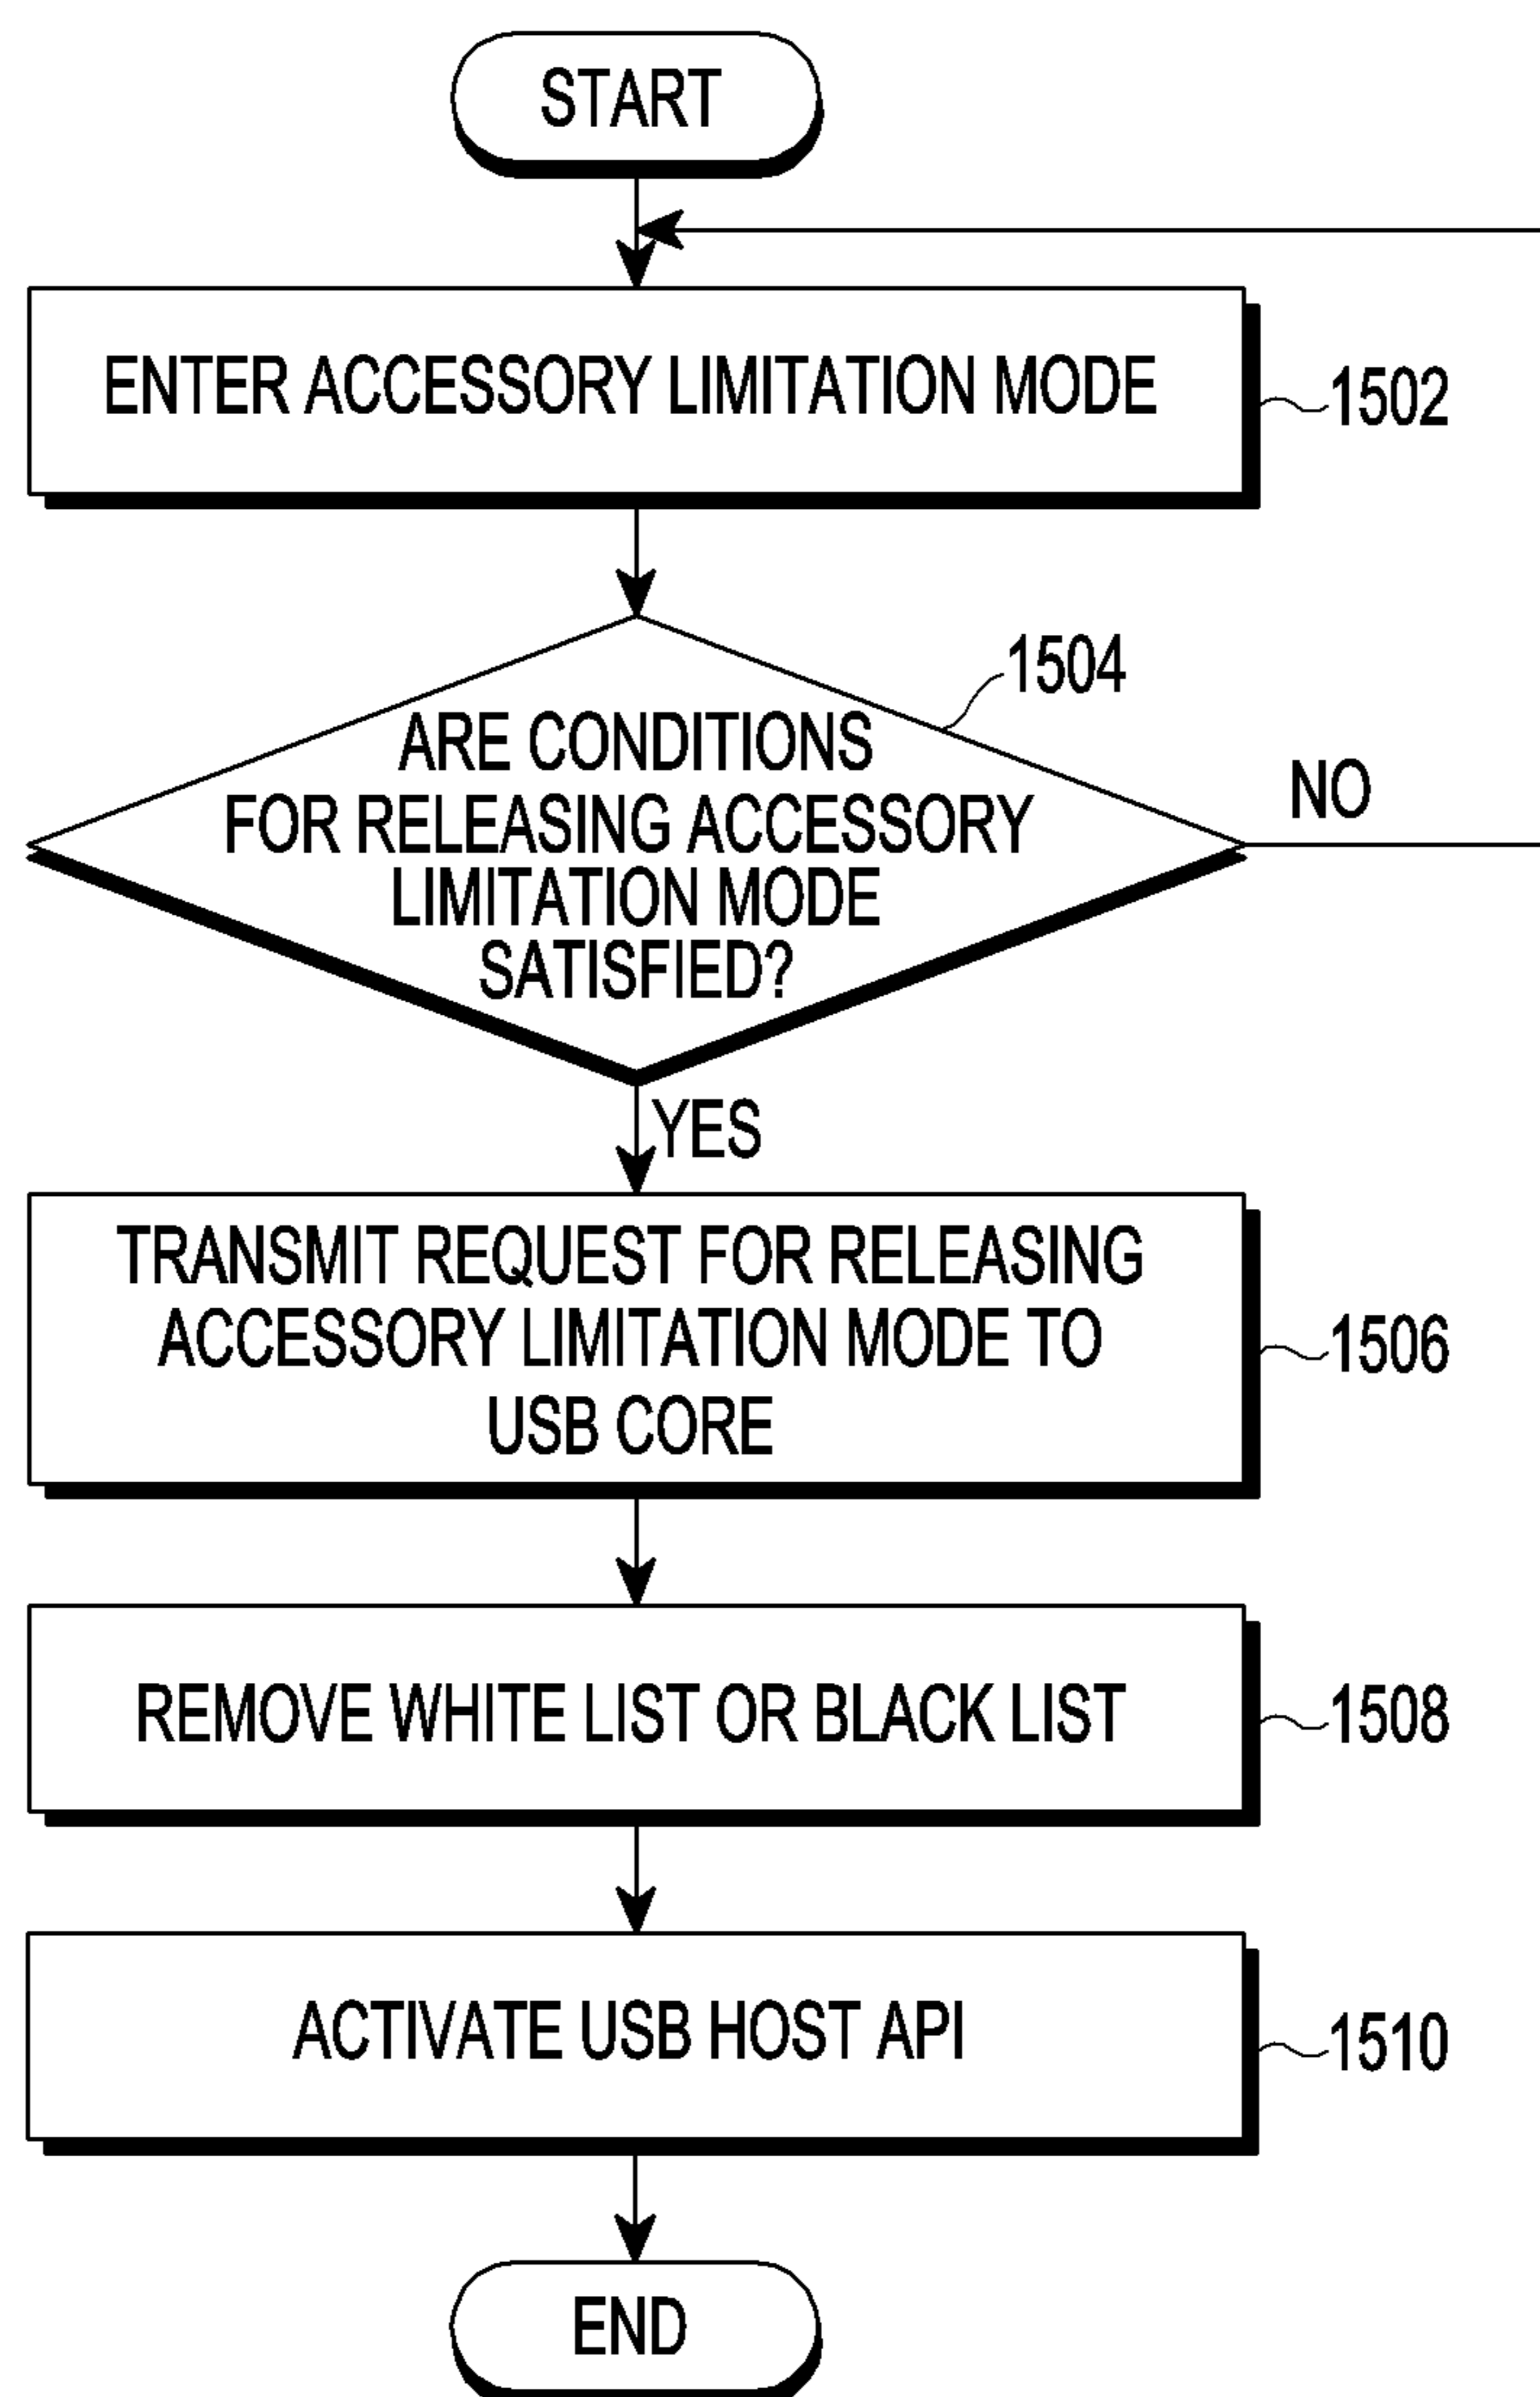 START
ENTER ACCESSORY LIMITATION MODE
1502
1504
ARE CONDITIONS
FOR RELEASING ACCESSORY
LIMITATION MODE
SATISFIED?
NO
YES
TRANSMIT REQUEST FOR RELEASING
ACCESSORY LIMITATION MODE TO
USB CORE
1506
REMOVE WHITE LIST OR BLACK LIST
1508
ACTIVATE USB HOST API
1510
END